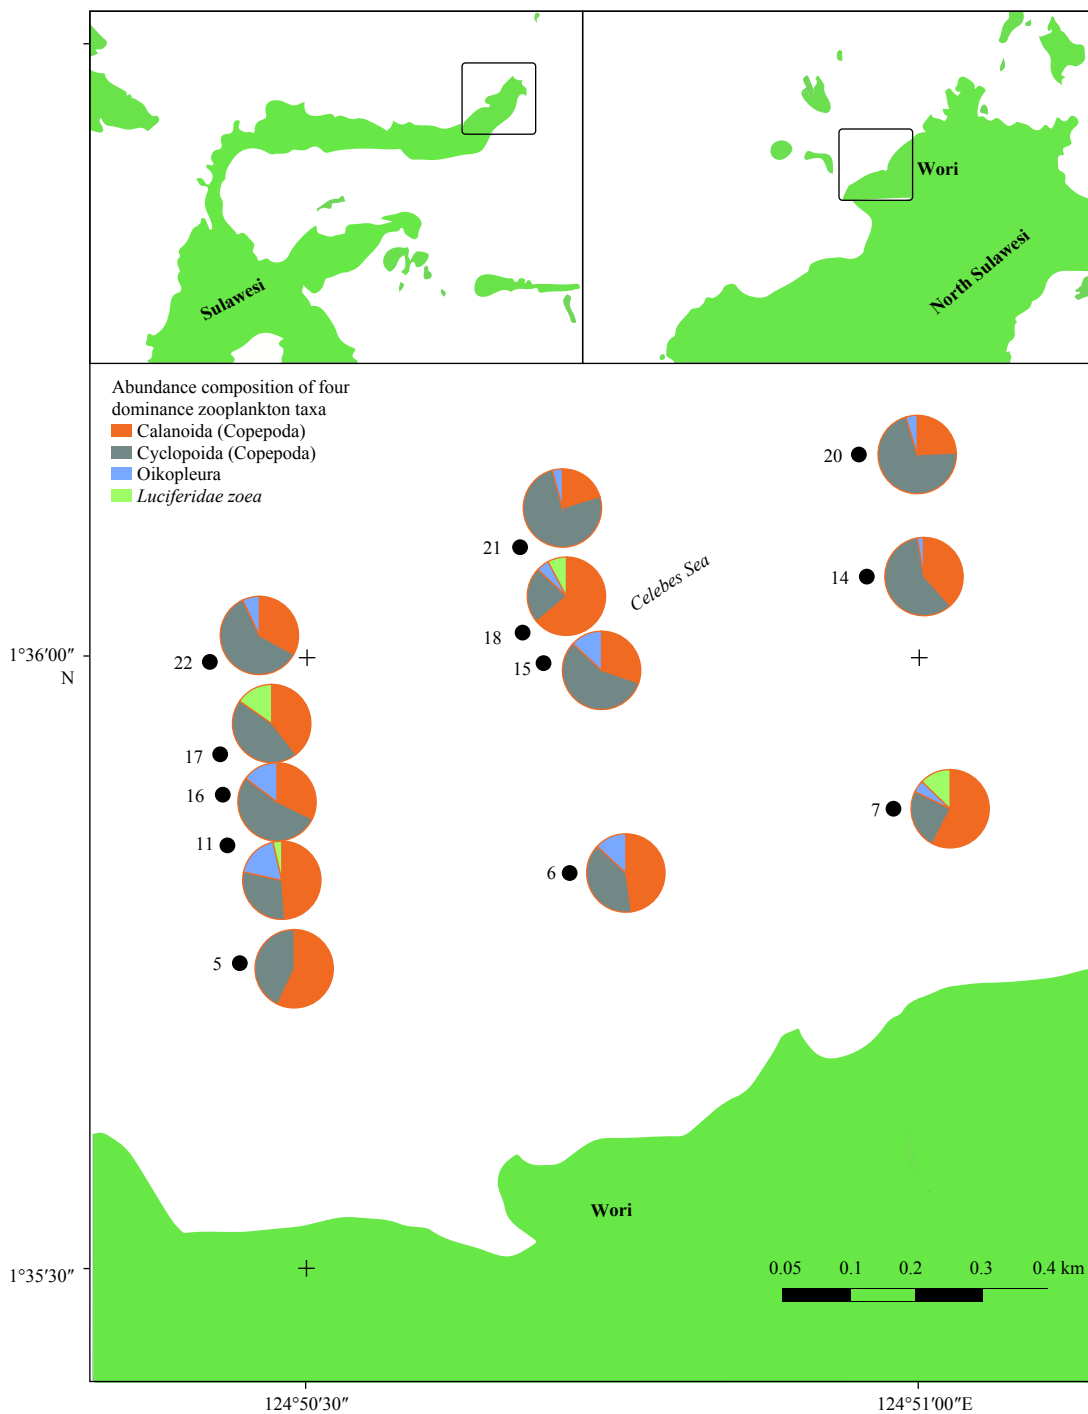 Sulawesi
Wori
North Sulawesi
Abundance composition of four
dominance zooplankton taxa
Calanoida (Copepoda)
Cyclopoida (Copepoda)
Oikopleura
Luciferidae zoea
20
21
Celebes Sea
14
18
22
15
1°36′00″
N
17
16
7
11
6
5
Wori
0.05 0.1 0.2 0.3 0.4 km
1°35′30″
124°50′30″ 124°51′00″E